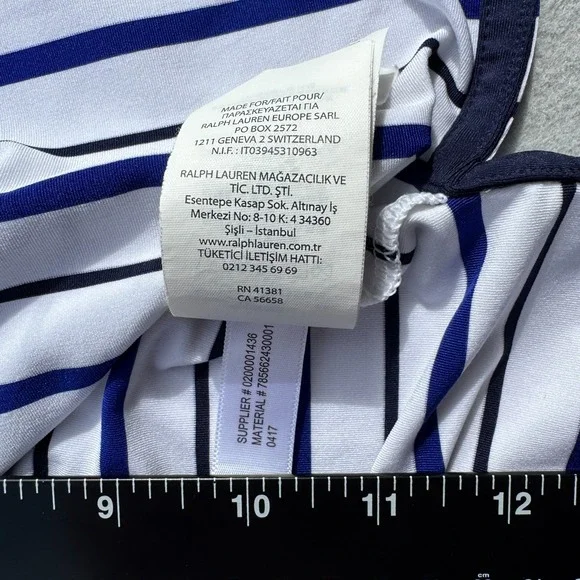 MADE FOR/FAIT POUR/
ΠΑΡΑΣΚΕΥΑΖΕΤΑΙ ΓΙΑ
RALPH LAUREN EUROPE SARL
PO BOX 2572
1211 GENEVA 2 SWITZERLAND
N.I.F. : IT03945310963
RALPH LAUREN MAĞAZACILIK VE
TİC. LTD. ŞTİ.
Esentepe Kasap Sok. Altınay İş
Merkezi No: 8-10 K: 4 34360
Şişli – İstanbul
www.ralphlauren.com.tr
TÜKETİCİ İLETİŞİM HATTI:
0212 345 69 69
RN 41381
CA 56658
SUPPLIER # 0200001436
MATERIAL # 785662430001
0417
9 10 11 12
cm